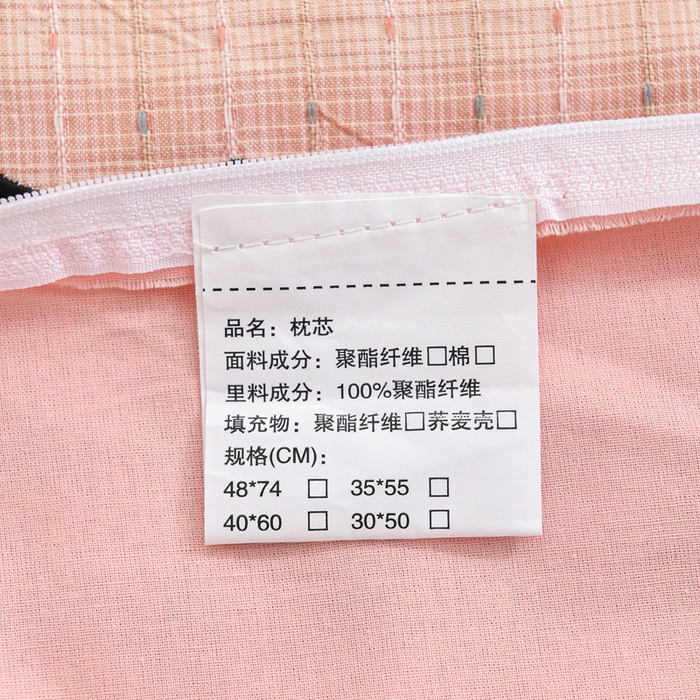 品名：枕芯
面料成分：聚酯纤维□棉□
里料成分：100%聚酯纤维
填充物：聚酯纤维□荞麦壳□
规格(CM)：
48*74 □ 35*55 □
40*60 □ 30*50 □